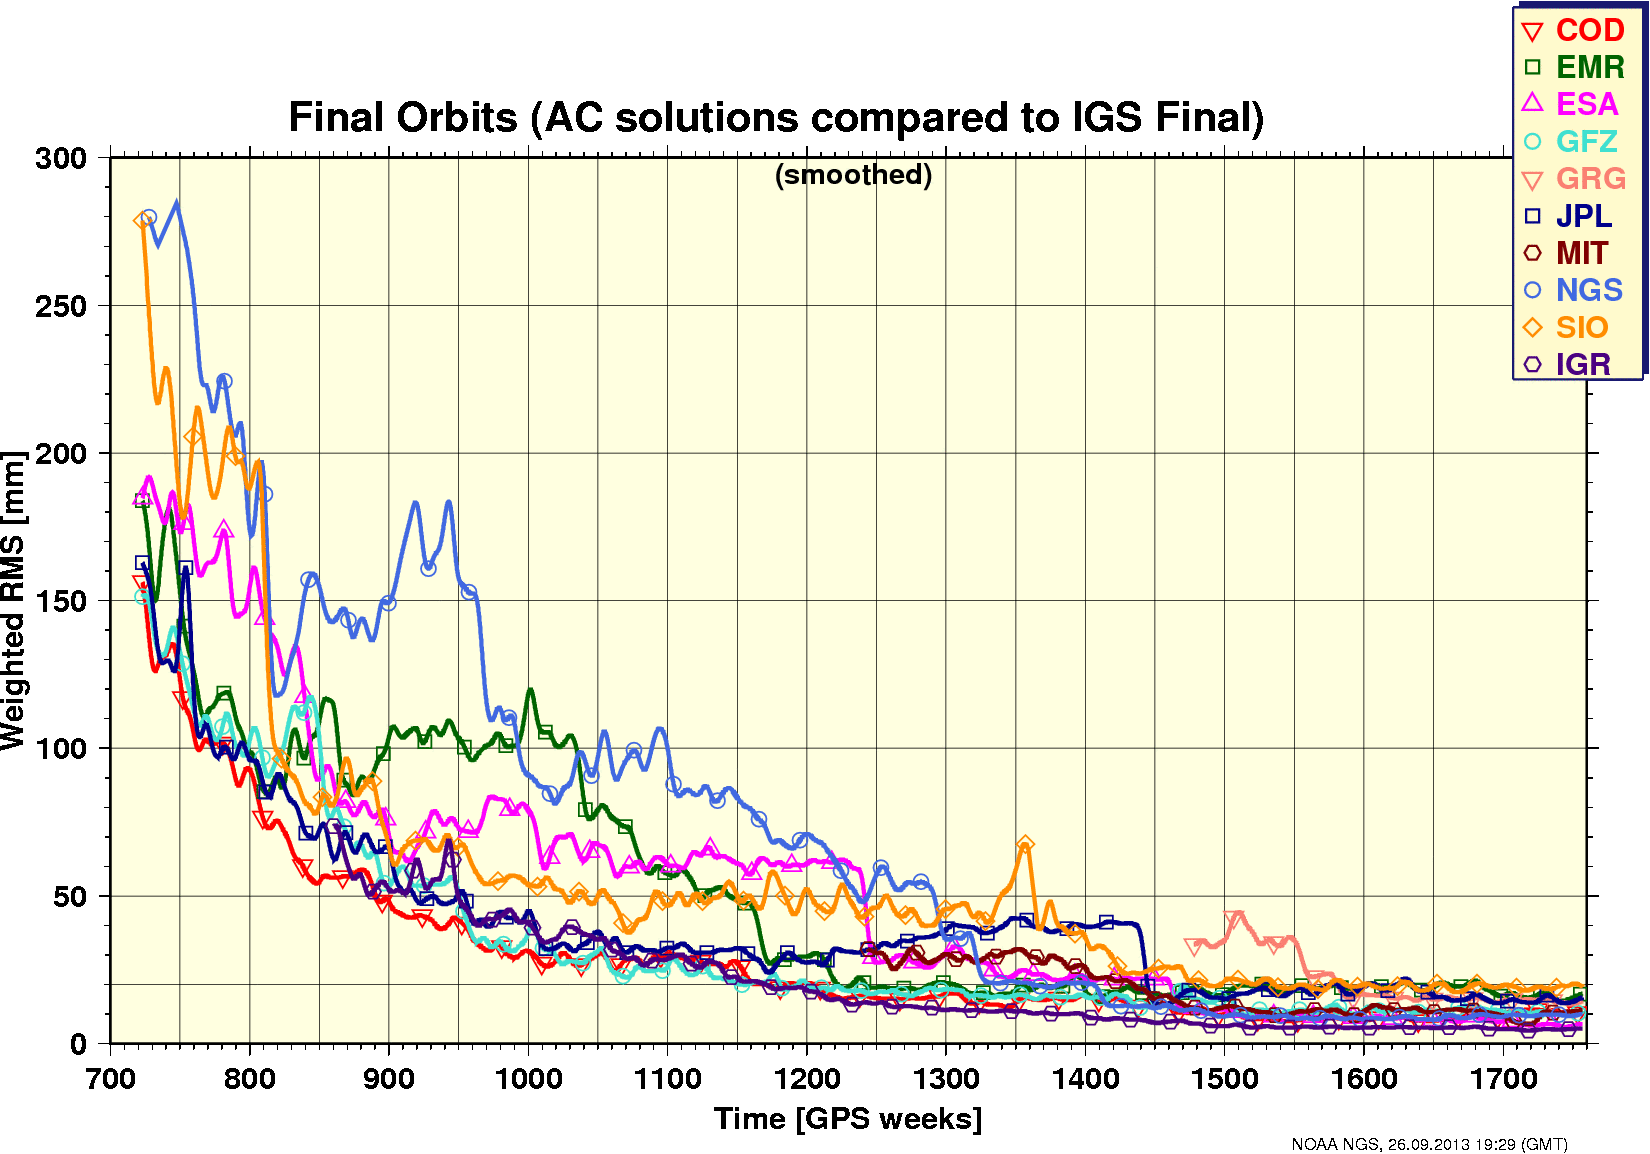 COD
EMR
ESA
GFZ
GRG
JPL
MIT
NGS
SIO
IGR
Final Orbits (AC solutions compared to IGS Final)
(smoothed)
300
250
200
150
100
50
0
Weighted RMS [mm]
700 800 900 1000 1100 1200 1300 1400 1500 1600 1700
Time [GPS weeks]
NOAA NGS, 26.09.2013 19:29 (GMT)